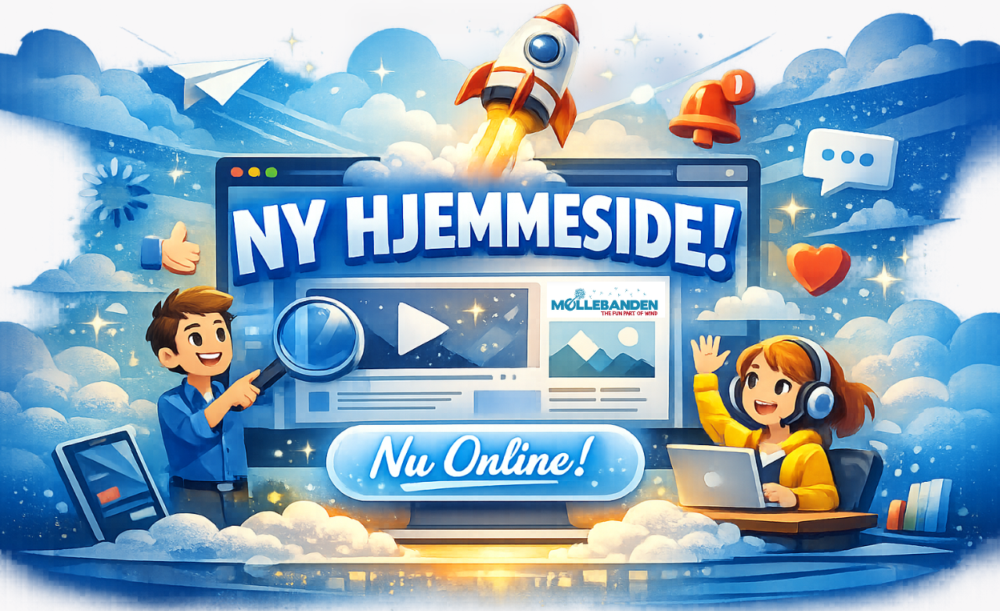 NY HJEMMESIDE!
MØLLEBANDEN
THE FUN PART OF WIND
Nu Online!